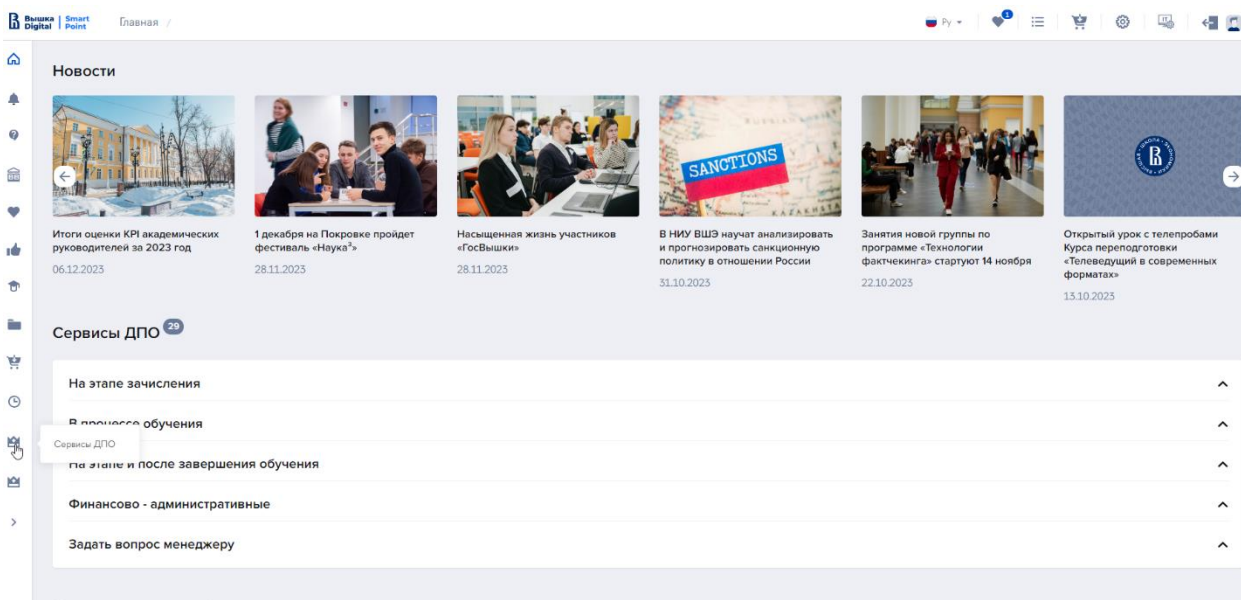 Вышка
Digital
Smart
Point
Главная /
Ру
1
Новости
SANCTIONS
Итоги оценки KPI академических
руководителей за 2023 год
06.12.2023
1 декабря на Покровке пройдет
фестиваль «Наука³»
28.11.2023
Насыщенная жизнь участников
«ГосВышки»
28.11.2023
В НИУ ВШЭ научат анализировать
и прогнозировать санкционную
политику в отношении России
31.10.2023
Занятия новой группы по
программе «Технологии
фактчекинга» стартуют 14 ноября
22.10.2023
Открытый урок с телепробами
Курса переподготовки
«Телеведущий в современных
форматах»
13.10.2023
Сервисы ДПО 29
На этапе зачисления
В процессе обучения
Сервисы ДПО
На этапе и после завершения обучения
Финансово - административные
Задать вопрос менеджеру